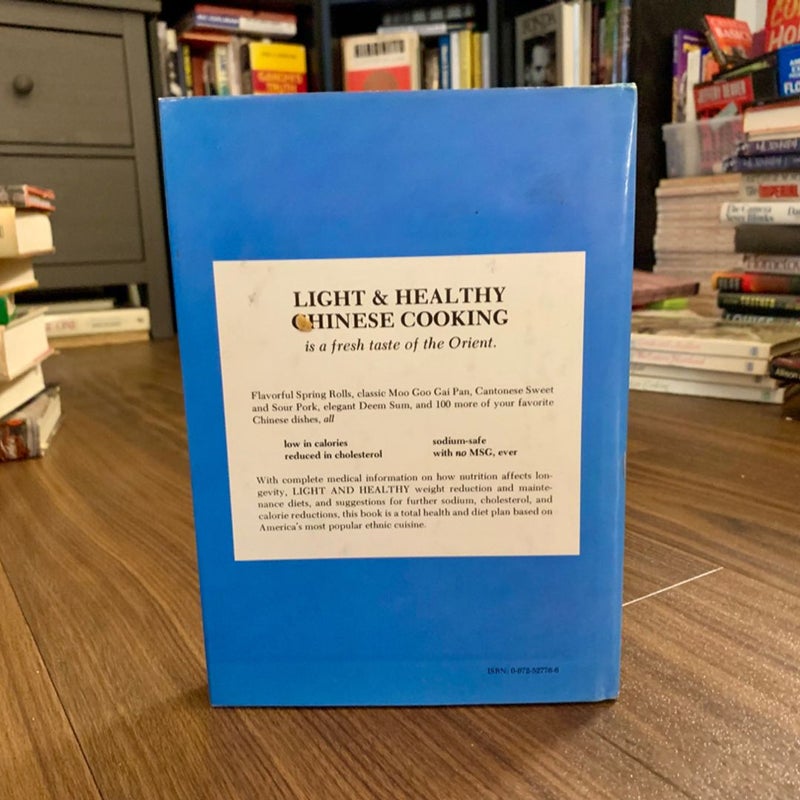 HIROHITO
FONDA
BASICS
IMPERIAL
LIGHT & HEALTHY
CHINESE COOKING
is a fresh taste of the Orient.
Flavorful Spring Rolls, classic Moo Goo Gai Pan, Cantonese Sweet
and Sour Pork, elegant Deem Sum, and 100 more of your favorite
Chinese dishes, all
low in calories
sodium-safe
reduced in cholesterol
with no MSG, ever
With complete medical information on how nutrition affects lon-
gevity, LIGHT AND HEALTHY weight reduction and mainte-
nance diets, and suggestions for further sodium, cholesterol, and
calorie reductions, this book is a total health and diet plan based on
America's most popular ethnic cuisine.